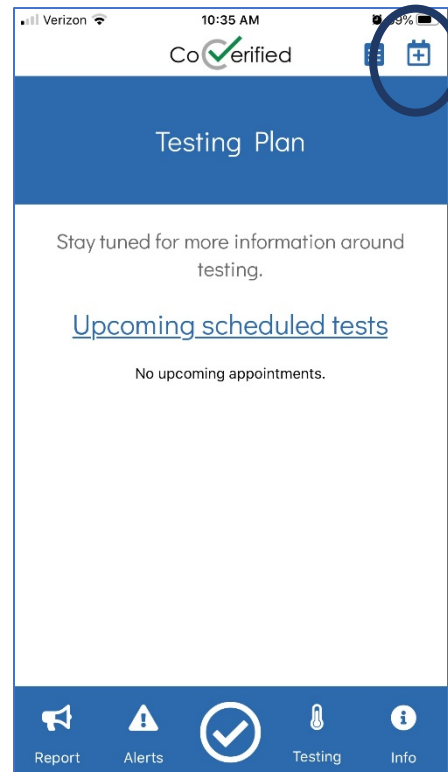 Verizon 10:35 AM
CoVerified
Testing Plan
Stay tuned for more information around
testing.
Upcoming scheduled tests
No upcoming appointments.
Report Alerts Testing Info